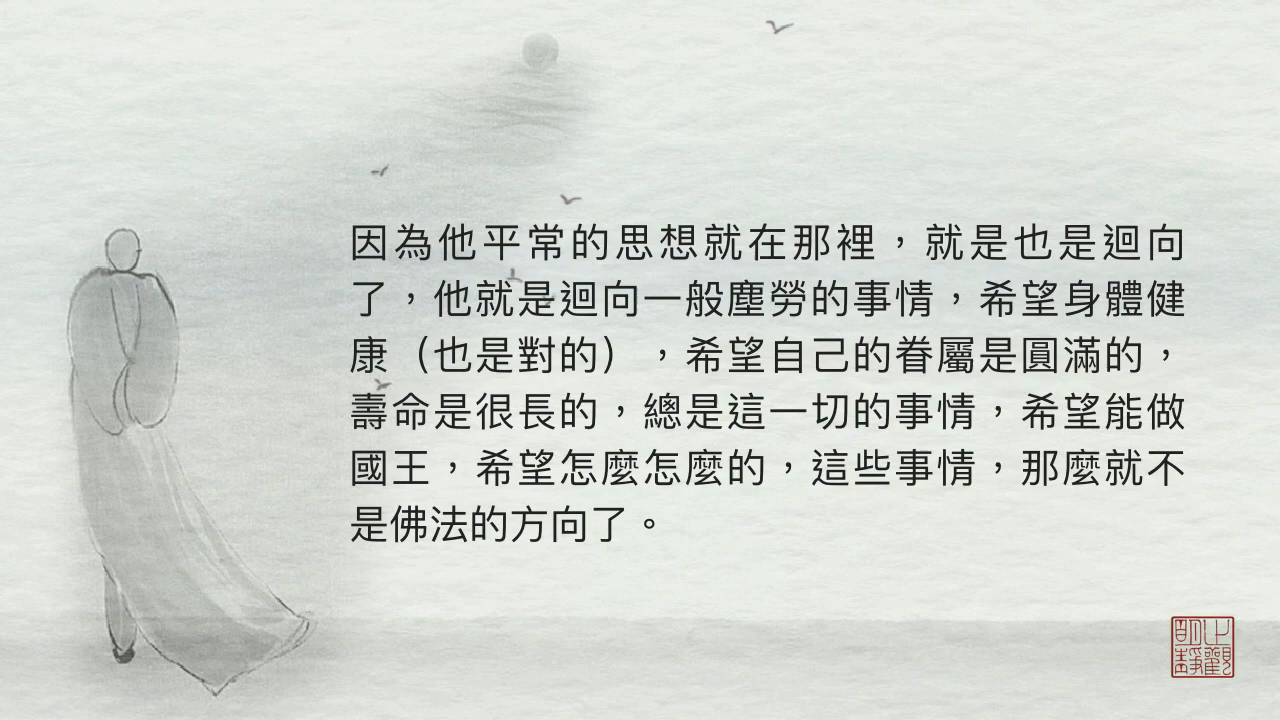 因為他平常的思想就在那裡，就是也是迴向
了，他就是迴向一般塵勞的事情，希望身體健
康（也是對的），希望自己的眷屬是圓滿的，
壽命是很長的，總是這一切的事情，希望能做
國王，希望怎麼怎麼的，這些事情，那麼就不
是佛法的方向了。
止觀
明靜